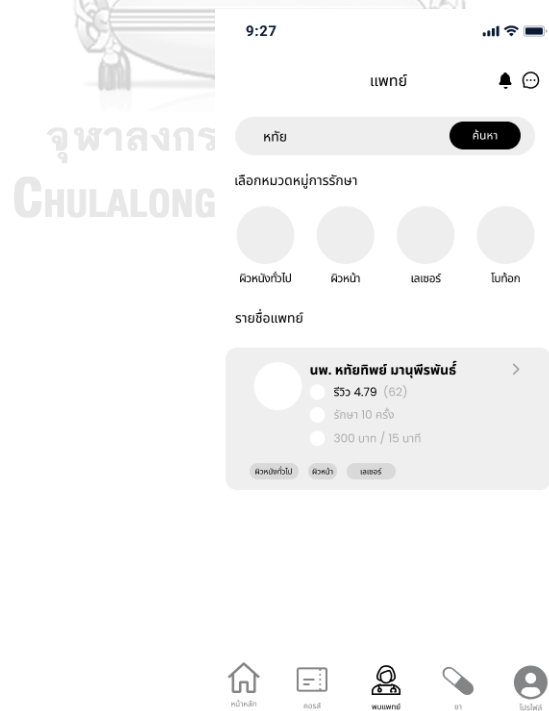 จุฬาลงกร
CHULALONG
9:27
แพทย์
หทัย
ค้นหา
เลือกหมวดหมู่การรักษา
ผิวหนังทั่วไป ผิวหน้า เลเซอร์ โบท้อก
รายชื่อแพทย์
นพ. หทัยทิพย์ มานุพีรพันธ์
รีวิว 4.79 (62)
รักษา 10 ครั้ง
300 บาท / 15 นาที
ผิวหนังทั่วไป ผิวหน้า เลเซอร์
หน้าหลัก คอรส์ พบแพทย์ ยา โปรไฟล์